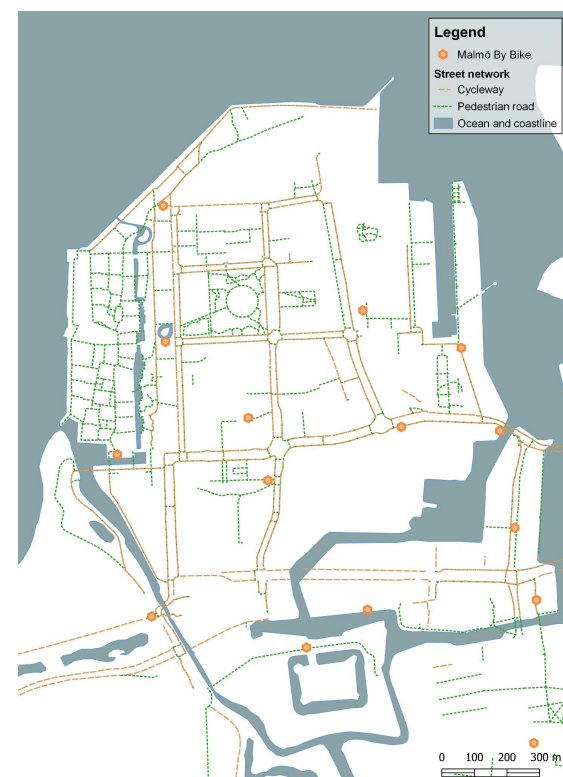 Legend
Malmö By Bike
Street network
Cycleway
Pedestrian road
Ocean and coastline
0 100 200 300 m